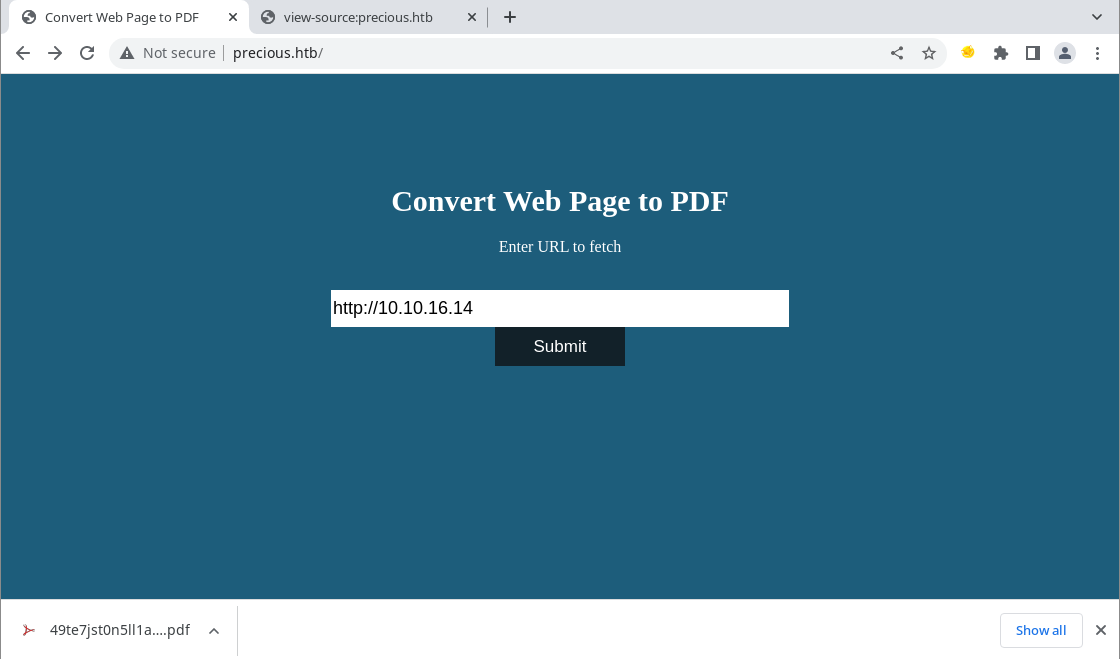 Convert Web Page to PDF
view-source:precious.htb
Not secure
precious.htb/
Convert Web Page to PDF
Enter URL to fetch
http://10.10.16.14
Submit
49te7jst0n5ll1a....pdf
Show all